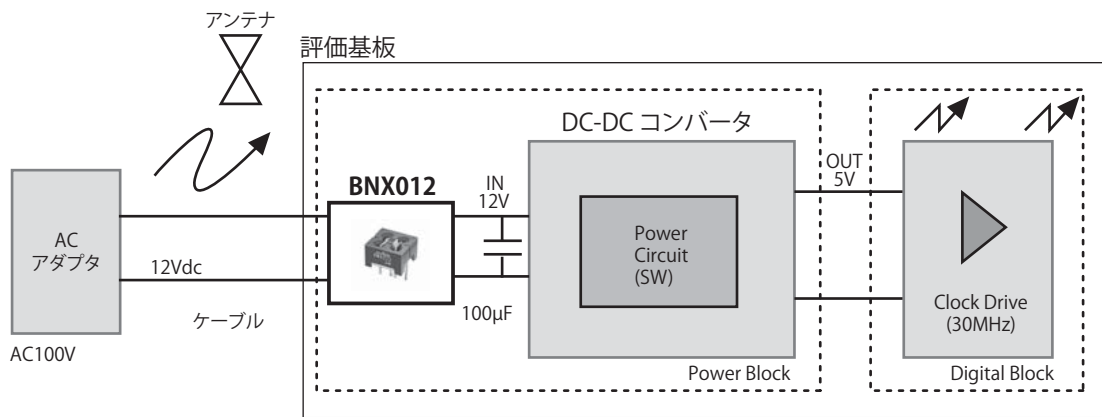 アンテナ
評価基板
DC-DC コンバータ
BNX012
IN
12V
OUT
5V
AC
アダプタ
12Vdc
ケーブル
AC100V
100μF
Power
Circuit
(SW)
Clock Drive
(30MHz)
Power Block
Digital Block